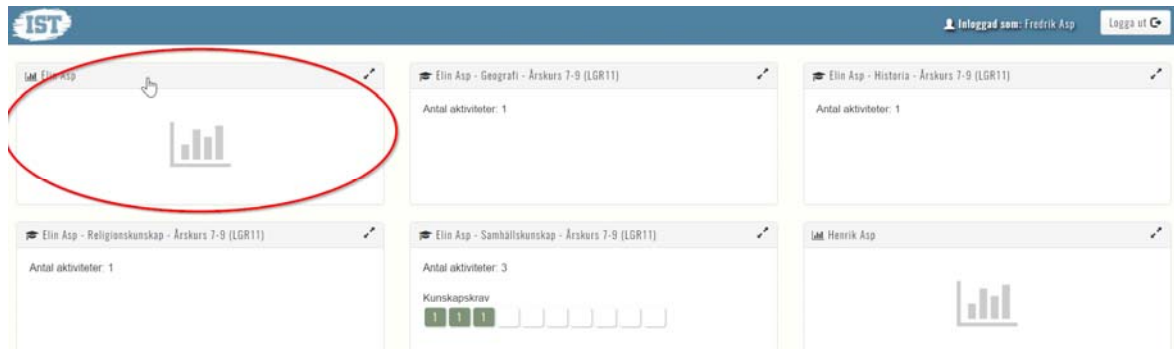 IST
Inloggad som: Fredrik Asp
Logga ut
Elin Asp
Elin Asp - Geografi - Årskurs 7-9 (LGR11)
Antal aktiviteter: 1
Elin Asp - Historia - Årskurs 7-9 (LGR11)
Antal aktiviteter: 1
Elin Asp - Religionskunskap - Årskurs 7-9 (LGR11)
Antal aktiviteter: 1
Elin Asp - Samhällskunskap - Årskurs 7-9 (LGR11)
Antal aktiviteter: 3
Kunskapskrav
1 1 1
Henrik Asp